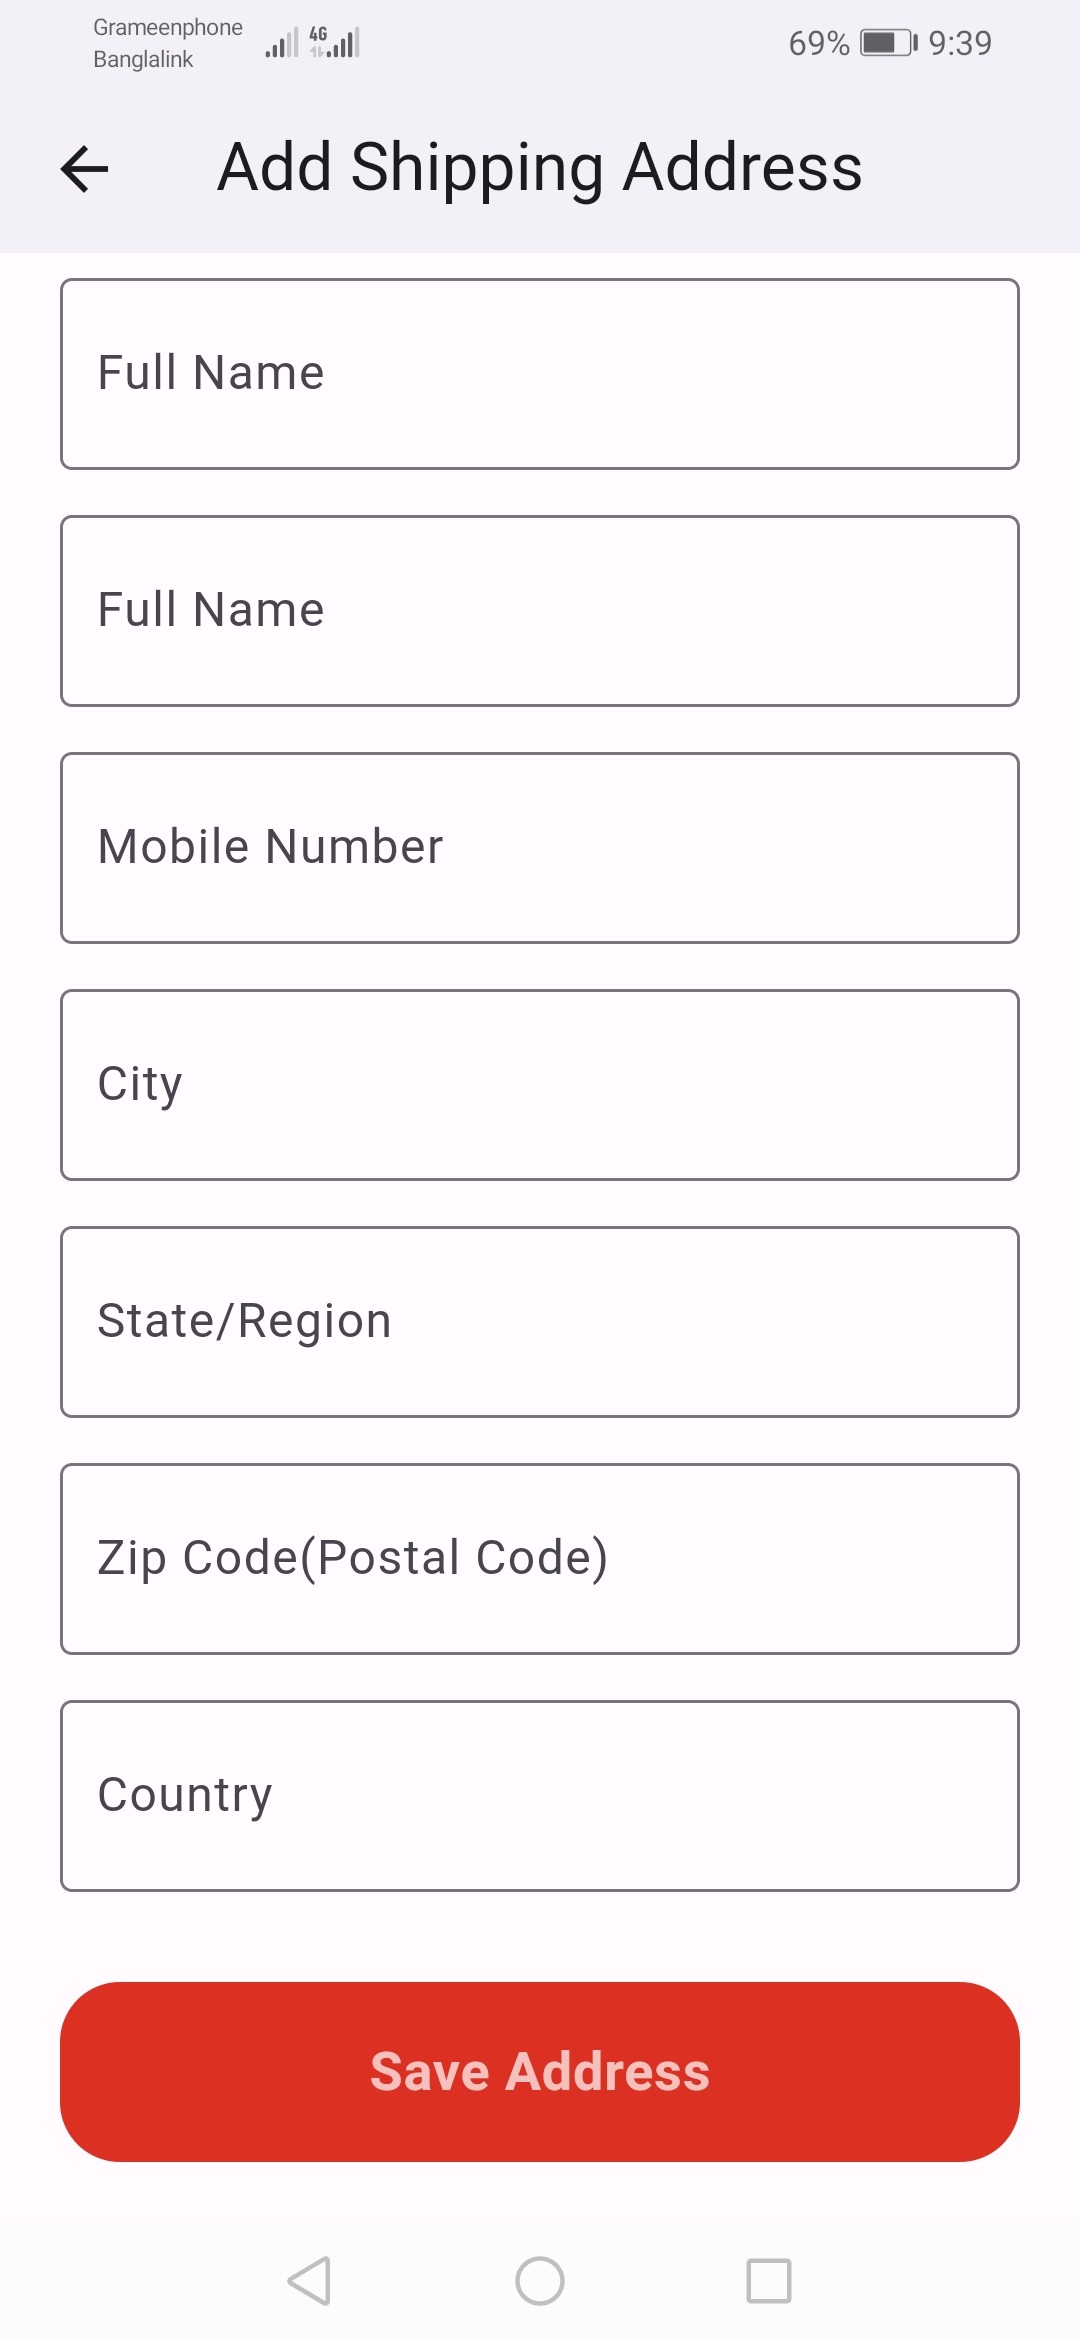 Grameenphone
Banglalink
4G
69%
9:39
Add Shipping Address
Full Name
Full Name
Mobile Number
City
State/Region
Zip Code(Postal Code)
Country
Save Address